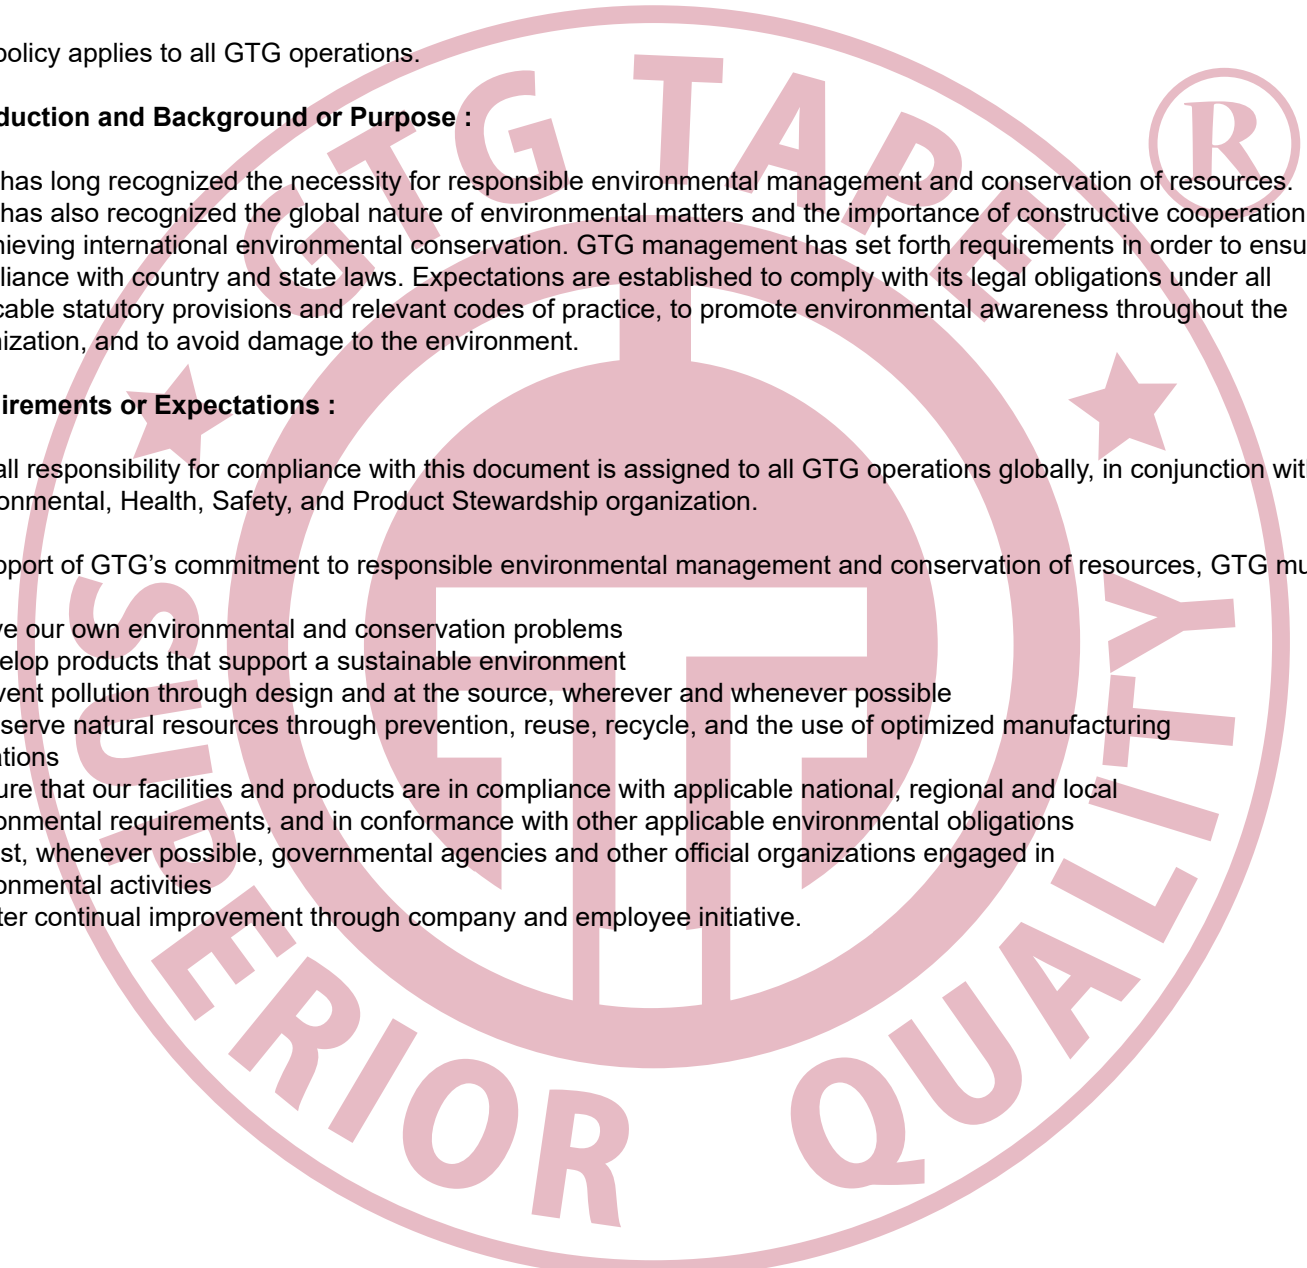 policy applies to all GTG operations.
duction and Background or Purpose :
has long recognized the necessity for responsible environmental management and conservation of resources.
has also recognized the global nature of environmental matters and the importance of constructive cooperation
hieving international environmental conservation. GTG management has set forth requirements in order to ensu
liance with country and state laws. Expectations are established to comply with its legal obligations under all
cable statutory provisions and relevant codes of practice, to promote environmental awareness throughout the
nization, and to avoid damage to the environment.
irements or Expectations :
all responsibility for compliance with this document is assigned to all GTG operations globally, in conjunction wit
onmental, Health, Safety, and Product Stewardship organization.
pport of GTG’s commitment to responsible environmental management and conservation of resources, GTG mu
ve our own environmental and conservation problems
elop products that support a sustainable environment
vent pollution through design and at the source, wherever and whenever possible
serve natural resources through prevention, reuse, recycle, and the use of optimized manufacturing
ations
ure that our facilities and products are in compliance with applicable national, regional and local
onmental requirements, and in conformance with other applicable environmental obligations
st, whenever possible, governmental agencies and other official organizations engaged in
onmental activities
ter continual improvement through company and employee initiative.
GTG TAPE
®
SUPERIOR QUALITY